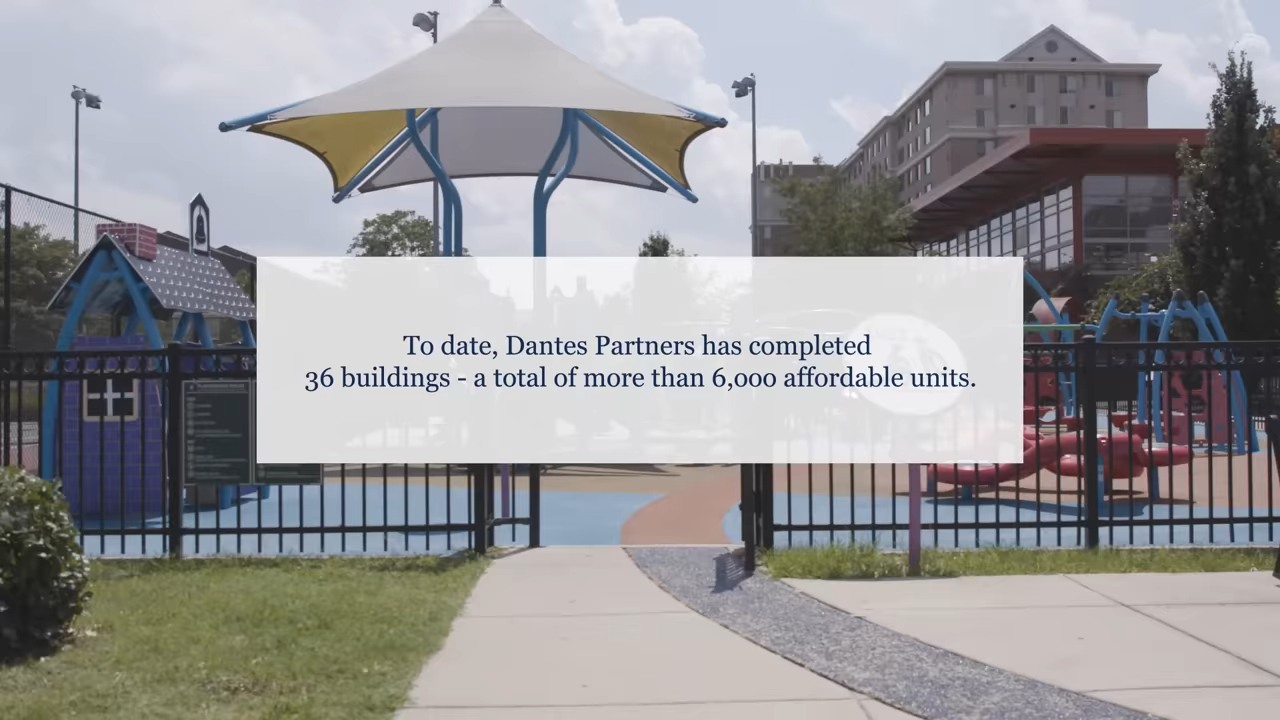 To date, Dantes Partners has completed
36 buildings - a total of more than 6,000 affordable units.